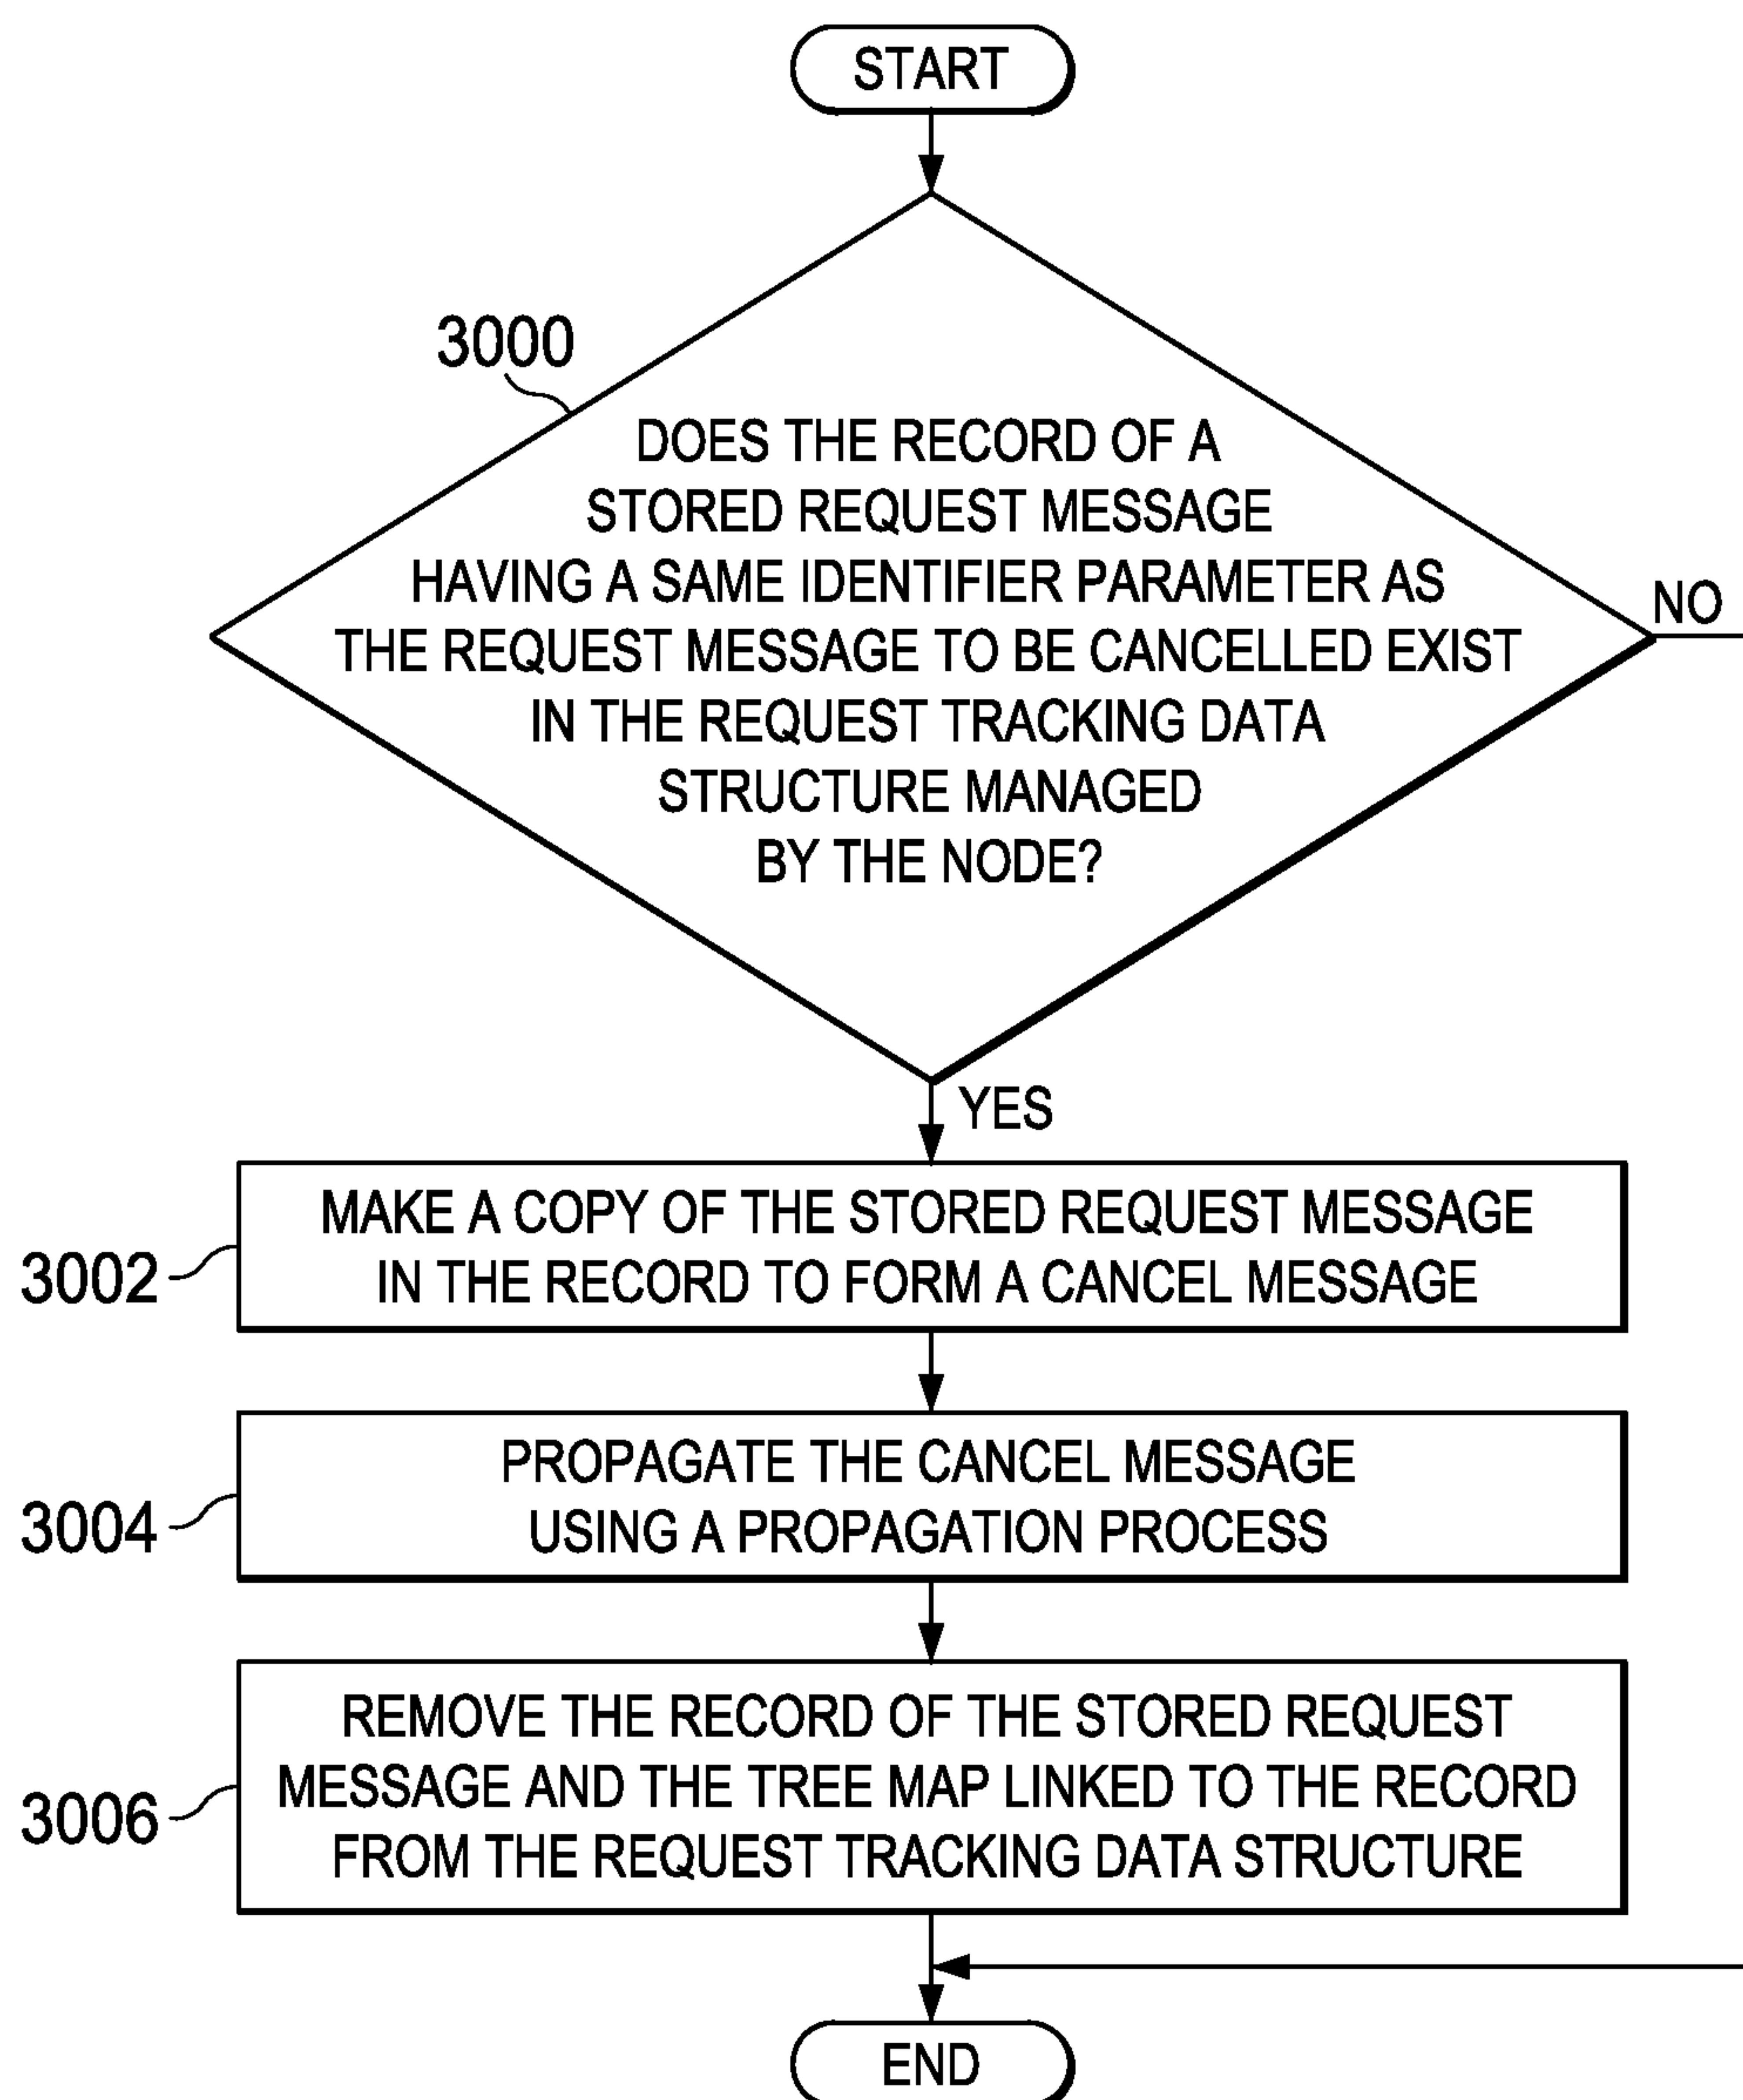 START
3000
DOES THE RECORD OF A
STORED REQUEST MESSAGE
HAVING A SAME IDENTIFIER PARAMETER AS
THE REQUEST MESSAGE TO BE CANCELLED EXIST
IN THE REQUEST TRACKING DATA
STRUCTURE MANAGED
BY THE NODE?
NO
YES
3002
MAKE A COPY OF THE STORED REQUEST MESSAGE
IN THE RECORD TO FORM A CANCEL MESSAGE
3004
PROPAGATE THE CANCEL MESSAGE
USING A PROPAGATION PROCESS
3006
REMOVE THE RECORD OF THE STORED REQUEST
MESSAGE AND THE TREE MAP LINKED TO THE RECORD
FROM THE REQUEST TRACKING DATA STRUCTURE
END